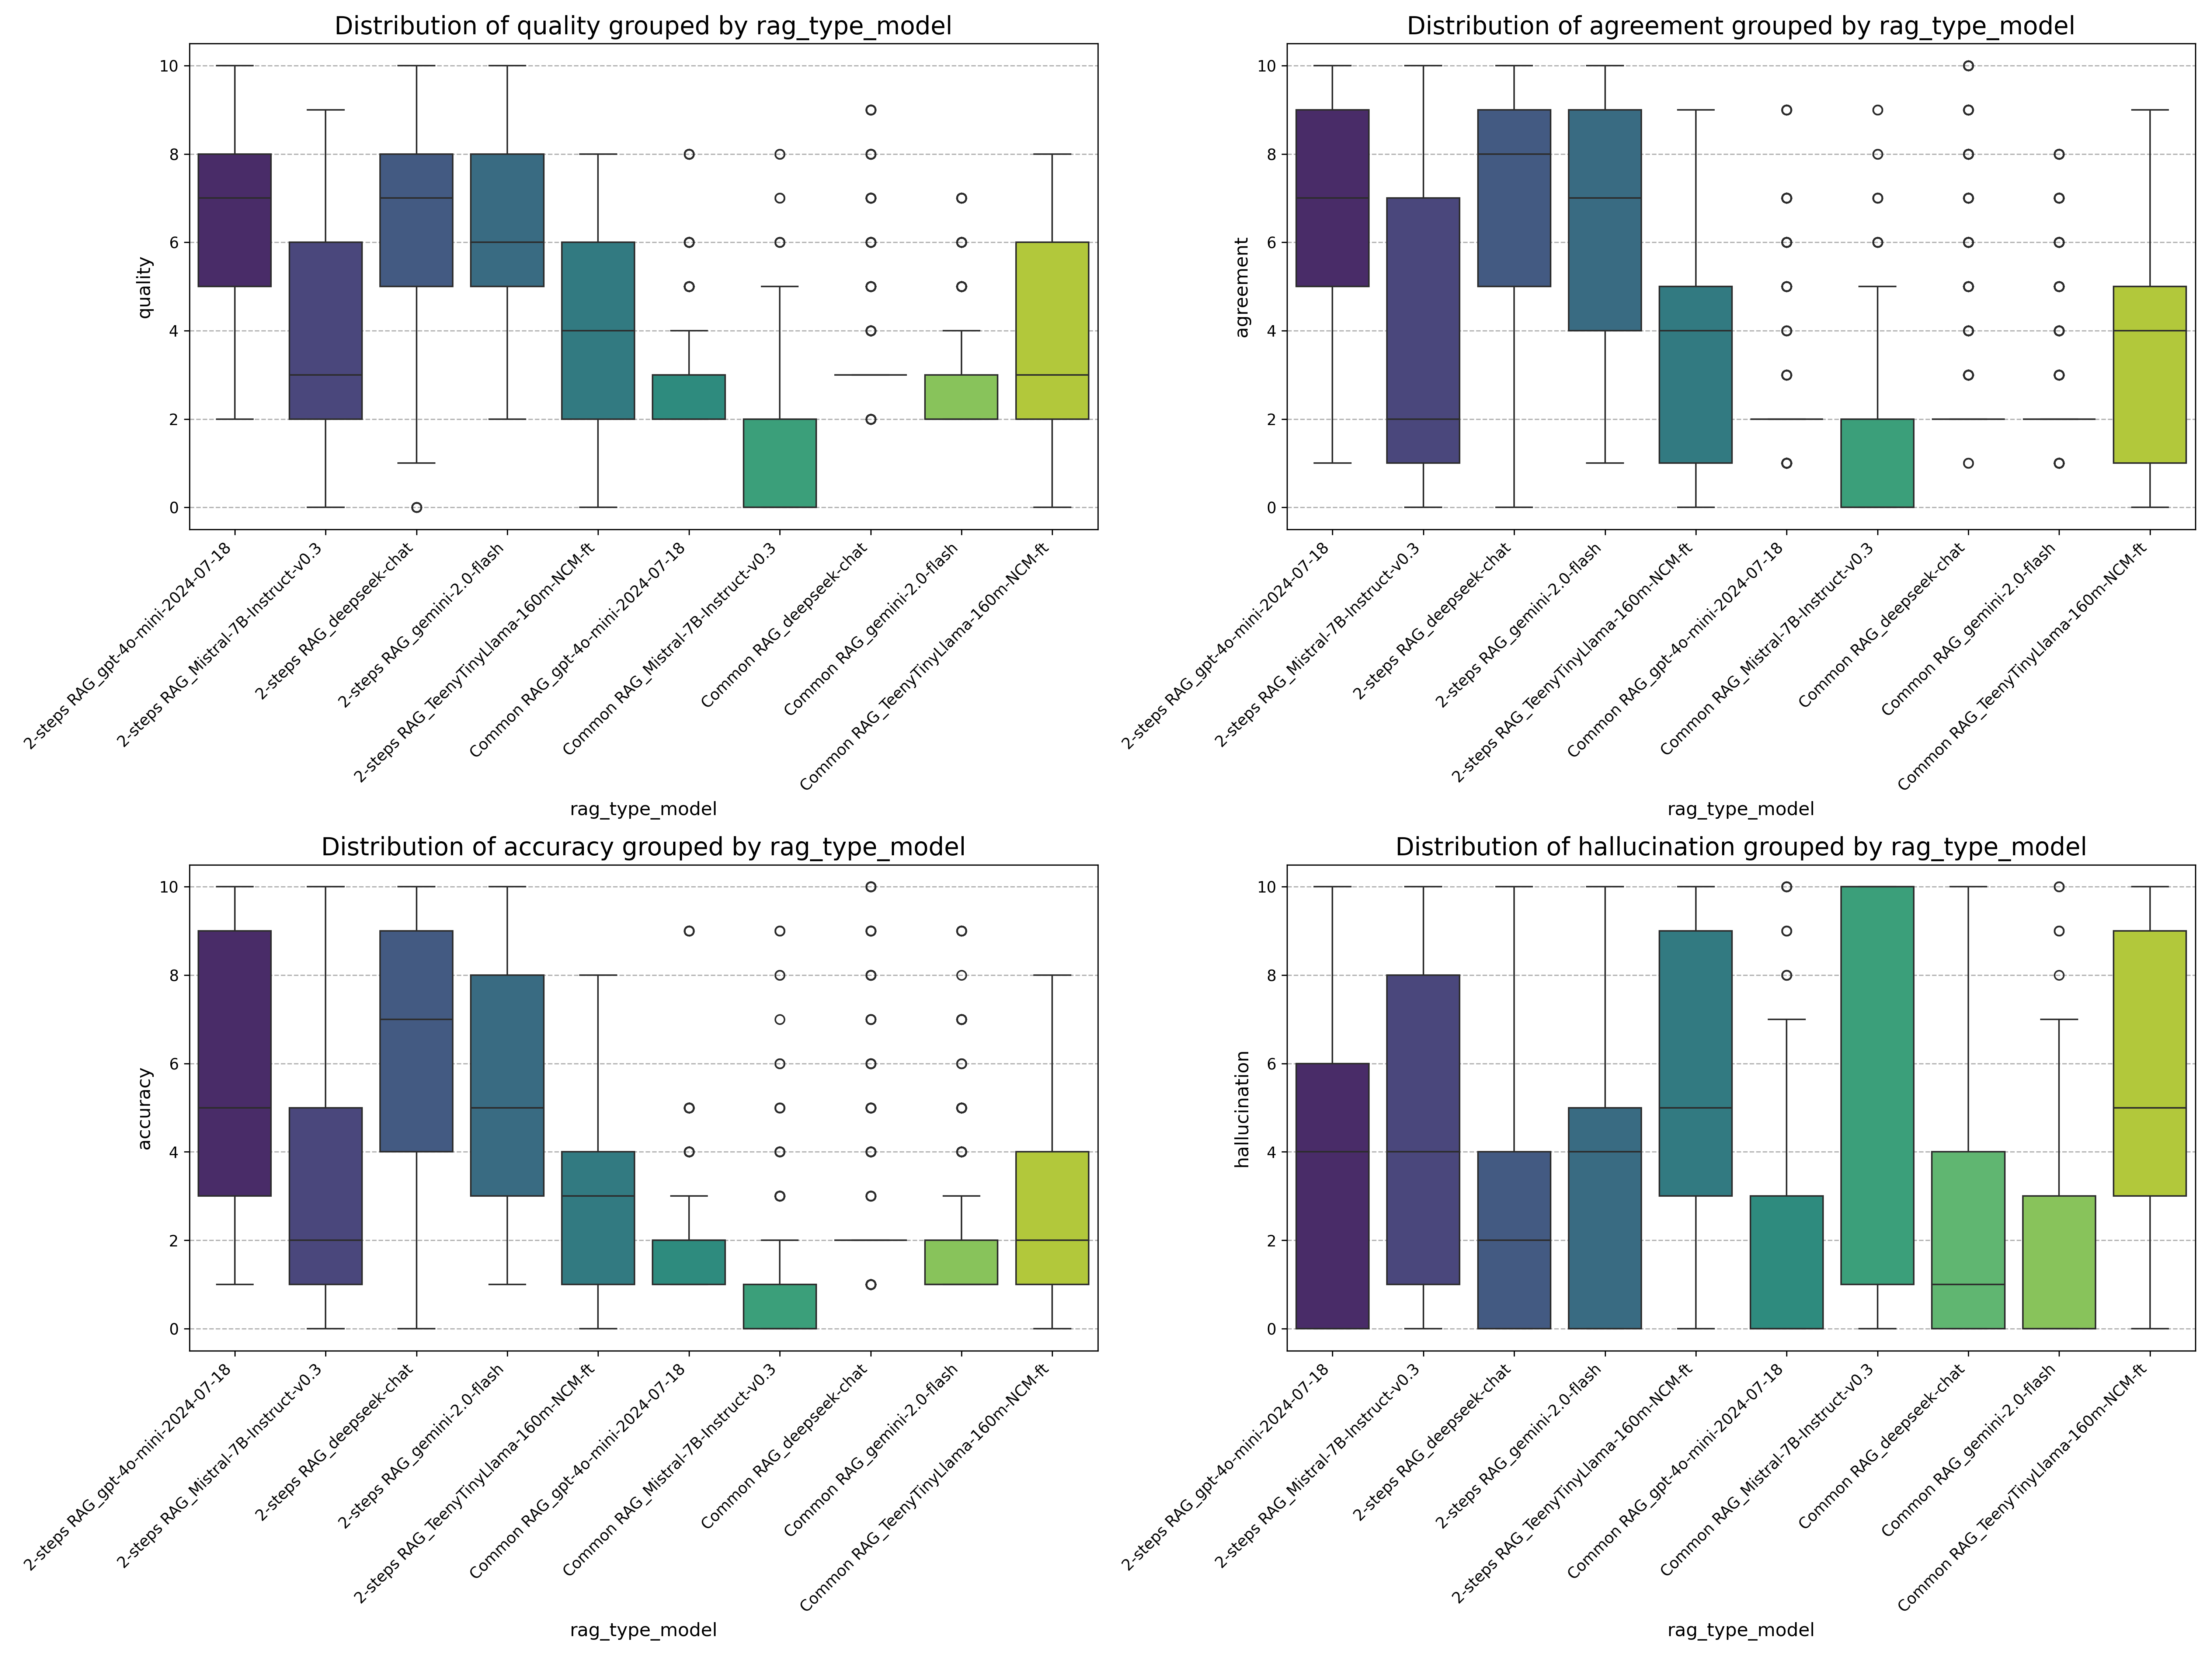 Distribution of quality grouped by rag_type_model
quality
10
8
6
4
2
0
2-steps RAG_gpt-4o-mini-2024-07-18
2-steps RAG_Mistral-7B-Instruct-v0.3
2-steps RAG_deepseek-chat
2-steps RAG_gemini-2.0-flash
2-steps RAG_TeenyTinyLlama-160m-NCM-ft
Common RAG_gpt-4o-mini-2024-07-18
Common RAG_Mistral-7B-Instruct-v0.3
Common RAG_deepseek-chat
Common RAG_gemini-2.0-flash
Common RAG_TeenyTinyLlama-160m-NCM-ft
rag_type_model
Distribution of agreement grouped by rag_type_model
agreement
10
8
6
4
2
0
2-steps RAG_gpt-4o-mini-2024-07-18
2-steps RAG_Mistral-7B-Instruct-v0.3
2-steps RAG_deepseek-chat
2-steps RAG_gemini-2.0-flash
2-steps RAG_TeenyTinyLlama-160m-NCM-ft
Common RAG_gpt-4o-mini-2024-07-18
Common RAG_Mistral-7B-Instruct-v0.3
Common RAG_deepseek-chat
Common RAG_gemini-2.0-flash
Common RAG_TeenyTinyLlama-160m-NCM-ft
rag_type_model
Distribution of accuracy grouped by rag_type_model
accuracy
10
8
6
4
2
0
2-steps RAG_gpt-4o-mini-2024-07-18
2-steps RAG_Mistral-7B-Instruct-v0.3
2-steps RAG_deepseek-chat
2-steps RAG_gemini-2.0-flash
2-steps RAG_TeenyTinyLlama-160m-NCM-ft
Common RAG_gpt-4o-mini-2024-07-18
Common RAG_Mistral-7B-Instruct-v0.3
Common RAG_deepseek-chat
Common RAG_gemini-2.0-flash
Common RAG_TeenyTinyLlama-160m-NCM-ft
rag_type_model
Distribution of hallucination grouped by rag_type_model
hallucination
10
8
6
4
2
0
2-steps RAG_gpt-4o-mini-2024-07-18
2-steps RAG_Mistral-7B-Instruct-v0.3
2-steps RAG_deepseek-chat
2-steps RAG_gemini-2.0-flash
2-steps RAG_TeenyTinyLlama-160m-NCM-ft
Common RAG_gpt-4o-mini-2024-07-18
Common RAG_Mistral-7B-Instruct-v0.3
Common RAG_deepseek-chat
Common RAG_gemini-2.0-flash
Common RAG_TeenyTinyLlama-160m-NCM-ft
rag_type_model